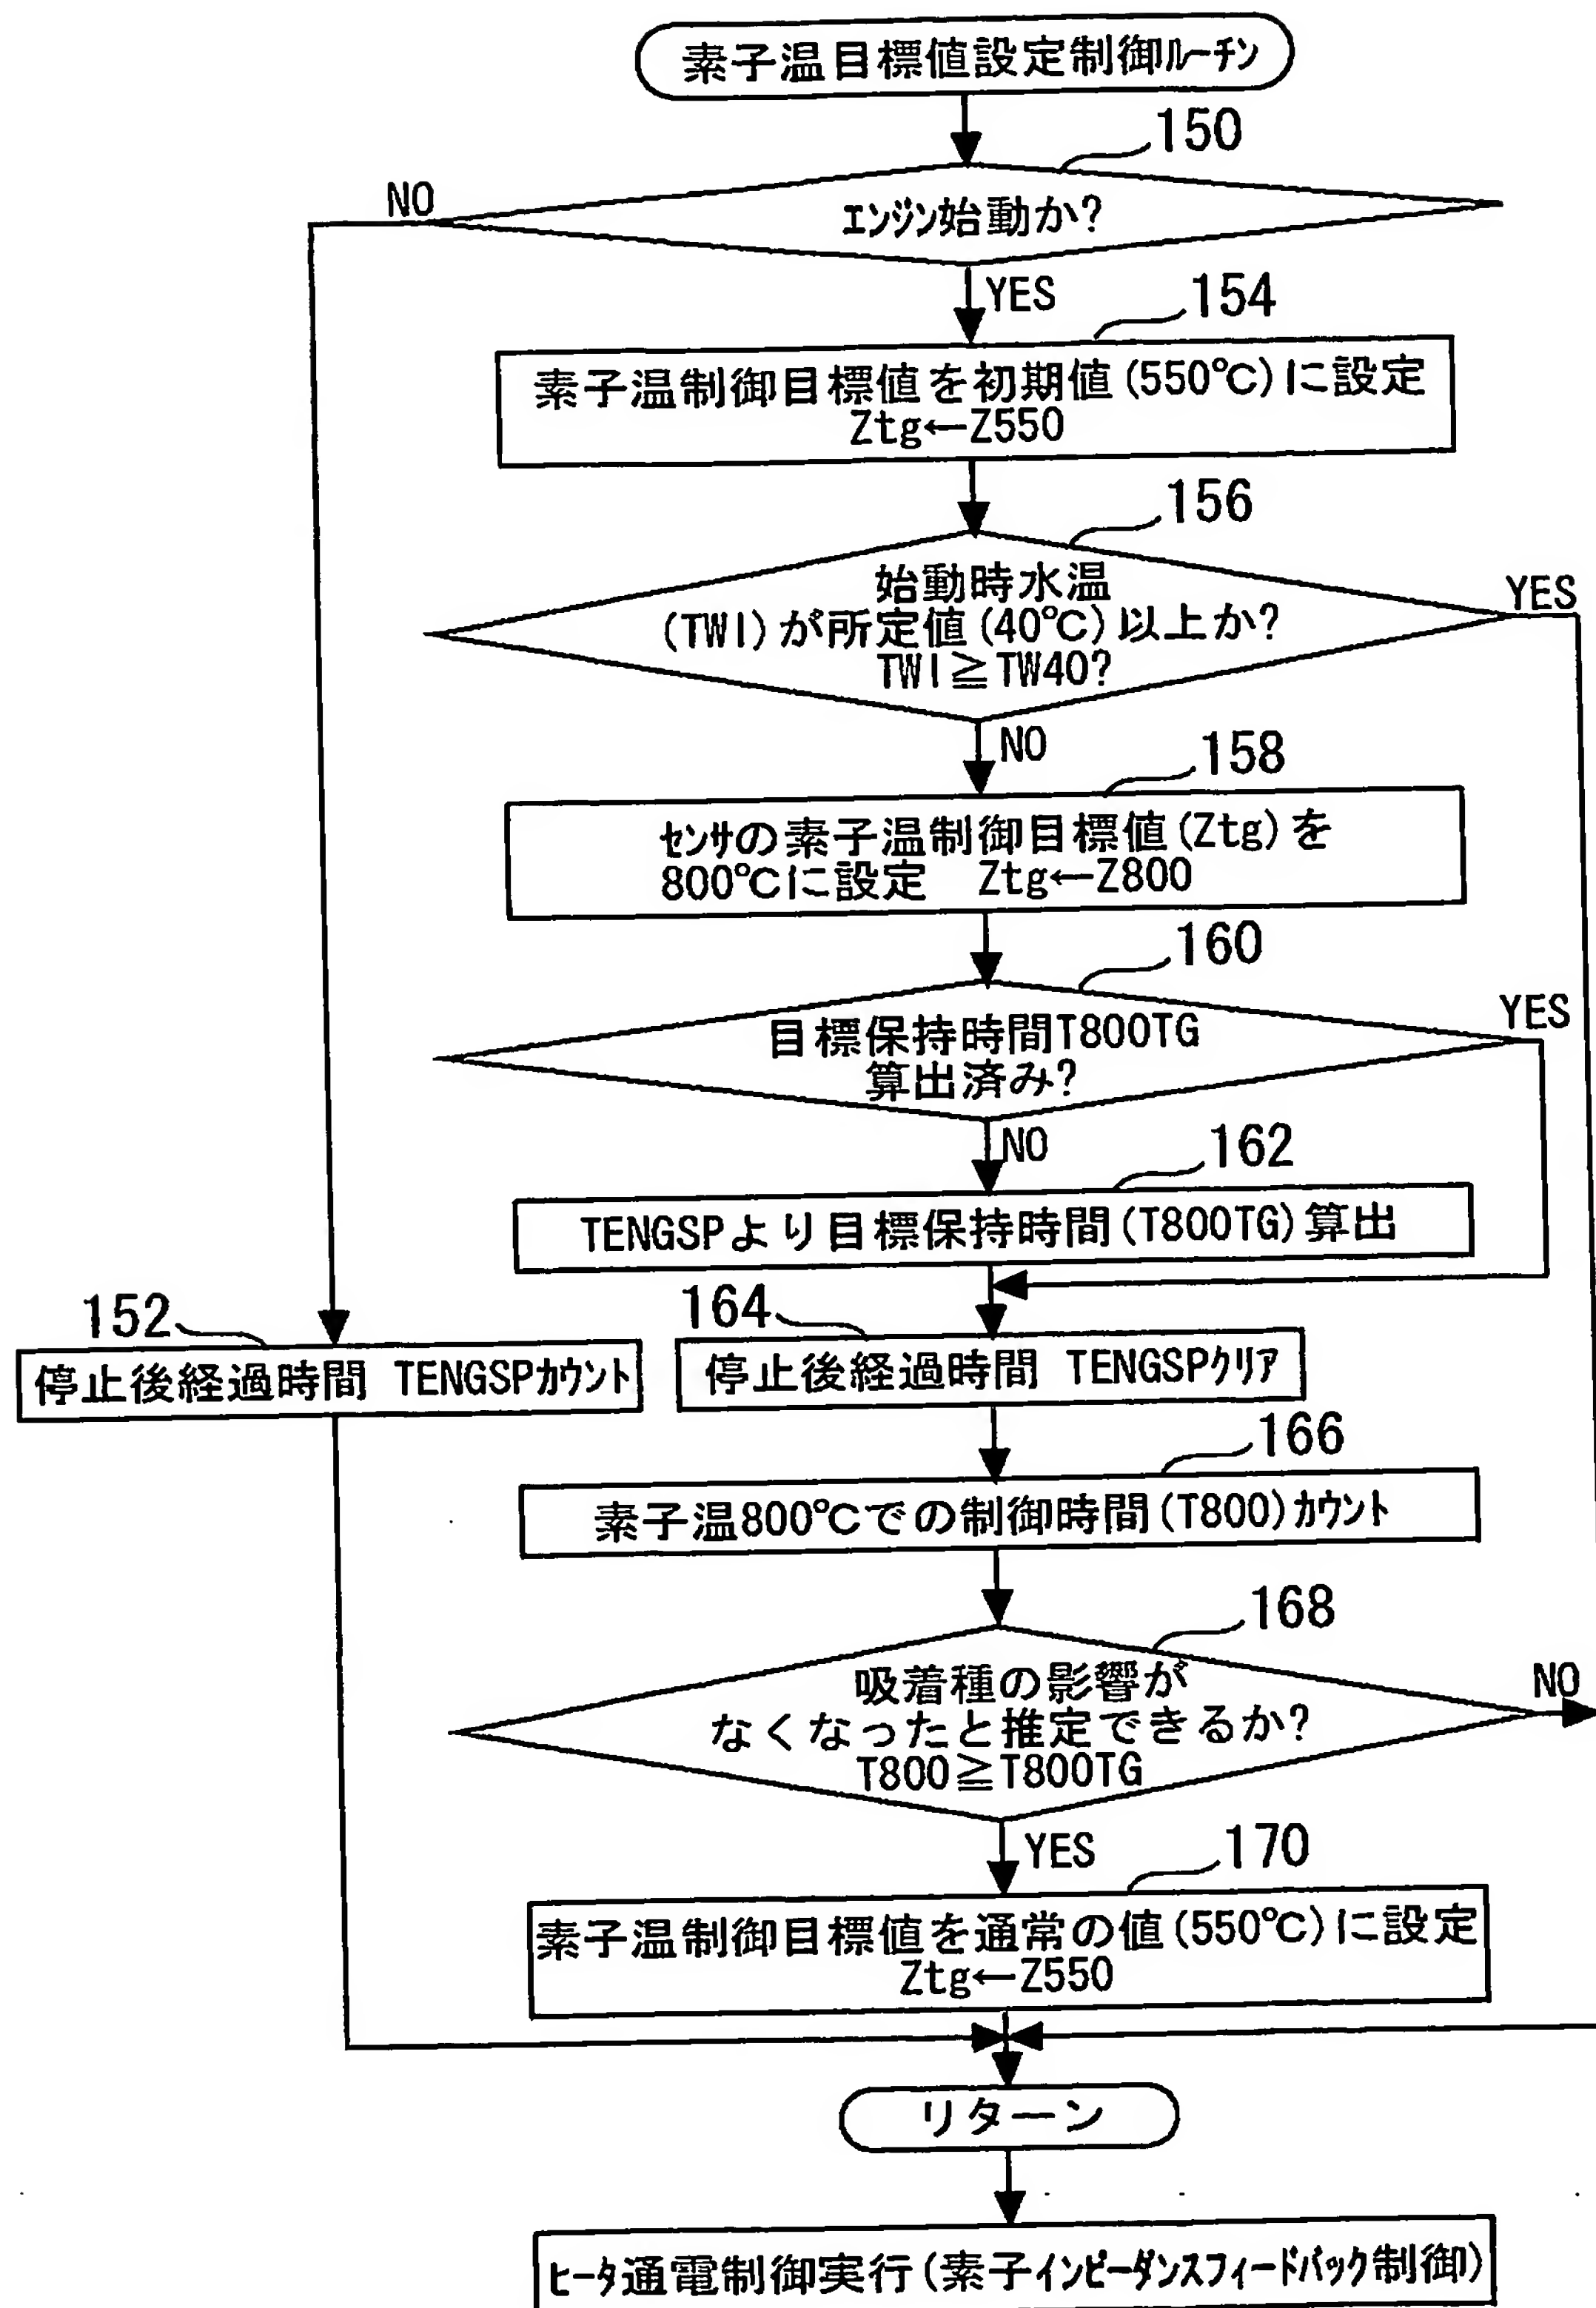 素子温目標値設定制御ﾙｰﾁﾝ
150
NO
ｴﾝｼﾞﾝ始動か?
YES
154
素子温制御目標値を初期値(550℃)に設定
Ztg←Z550
156
始動時水温
(TWI)が所定値(40℃)以上か?
TWI≧TW40?
YES
NO
158
ｾﾝｻの素子温制御目標値(Ztg)を
800℃に設定 Ztg←Z800
160
目標保持時間T800TG
算出済み?
YES
NO
162
TENGSPより目標保持時間(T800TG)算出
152
停止後経過時間 TENGSPｶｳﾝﾄ
164
停止後経過時間 TENGSPｸﾘｱ
166
素子温800℃での制御時間(T800)ｶｳﾝﾄ
168
吸着種の影響が
なくなったと推定できるか?
T800≧T800TG
NO
YES
170
素子温制御目標値を通常の値(550℃)に設定
Ztg←Z550
リターン
ﾋｰﾀ通電制御実行(素子ｲﾝﾋﾟｰﾀﾞﾝｽﾌｨｰﾄﾞﾊﾞｯｸ制御)